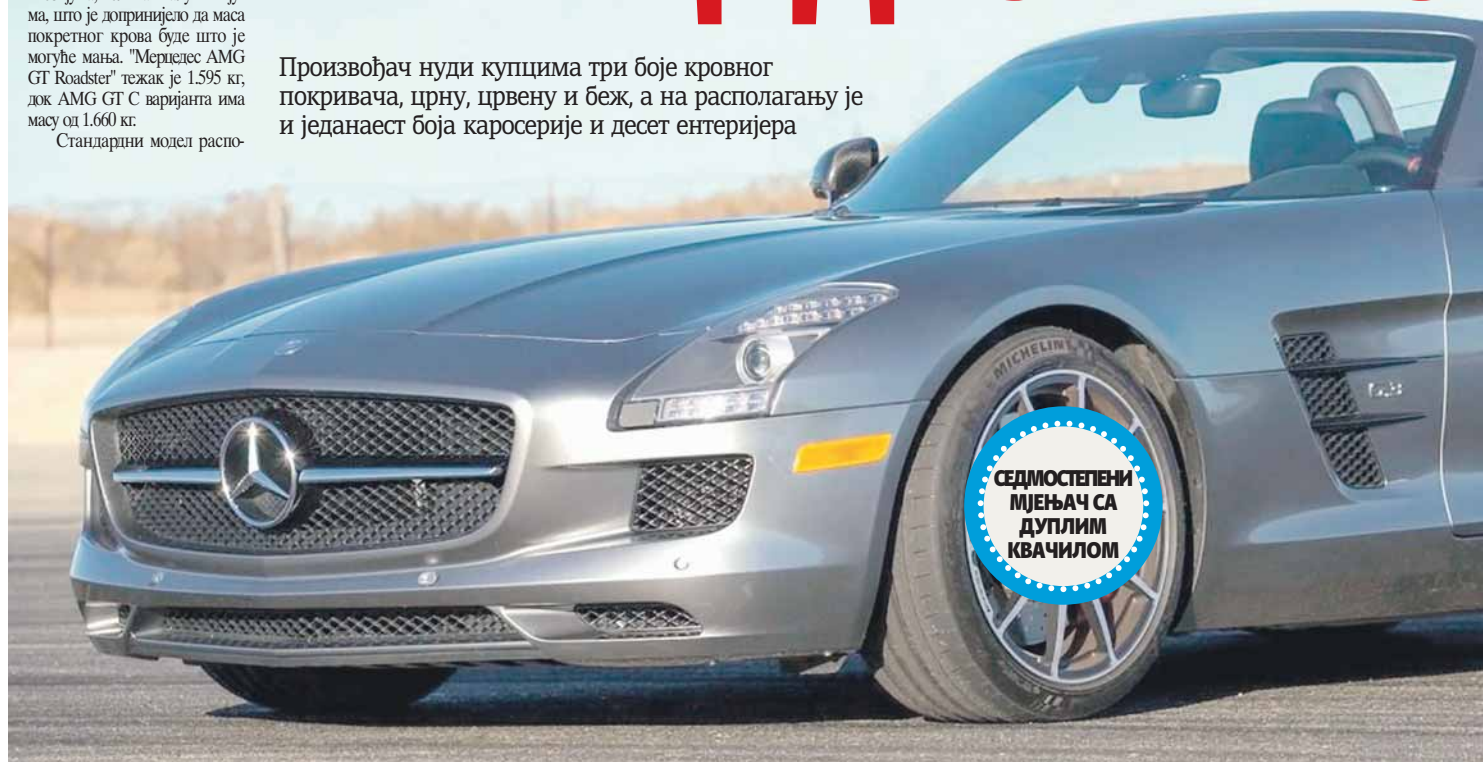 ма, што је допринијело да маса
покретног крова буде што је
могуће мања. "Мерцедес AMG
GT Roadster" тежак је 1.595 кг,
док AMG GT C варијанта има
масу од 1.660 кг.
Стандардни модел распо-
Произвођач нуди купцима три боје кровног
покривача, црну, црвену и беж, а на располагању је
и једанаест боја каросерије и десет ентеријера
MICHELIN
6.3
СЕДМОСТЕПЕНИ
МЈЕЊАЧ СА
ДУПЛИМ
КВАЧИЛОМ